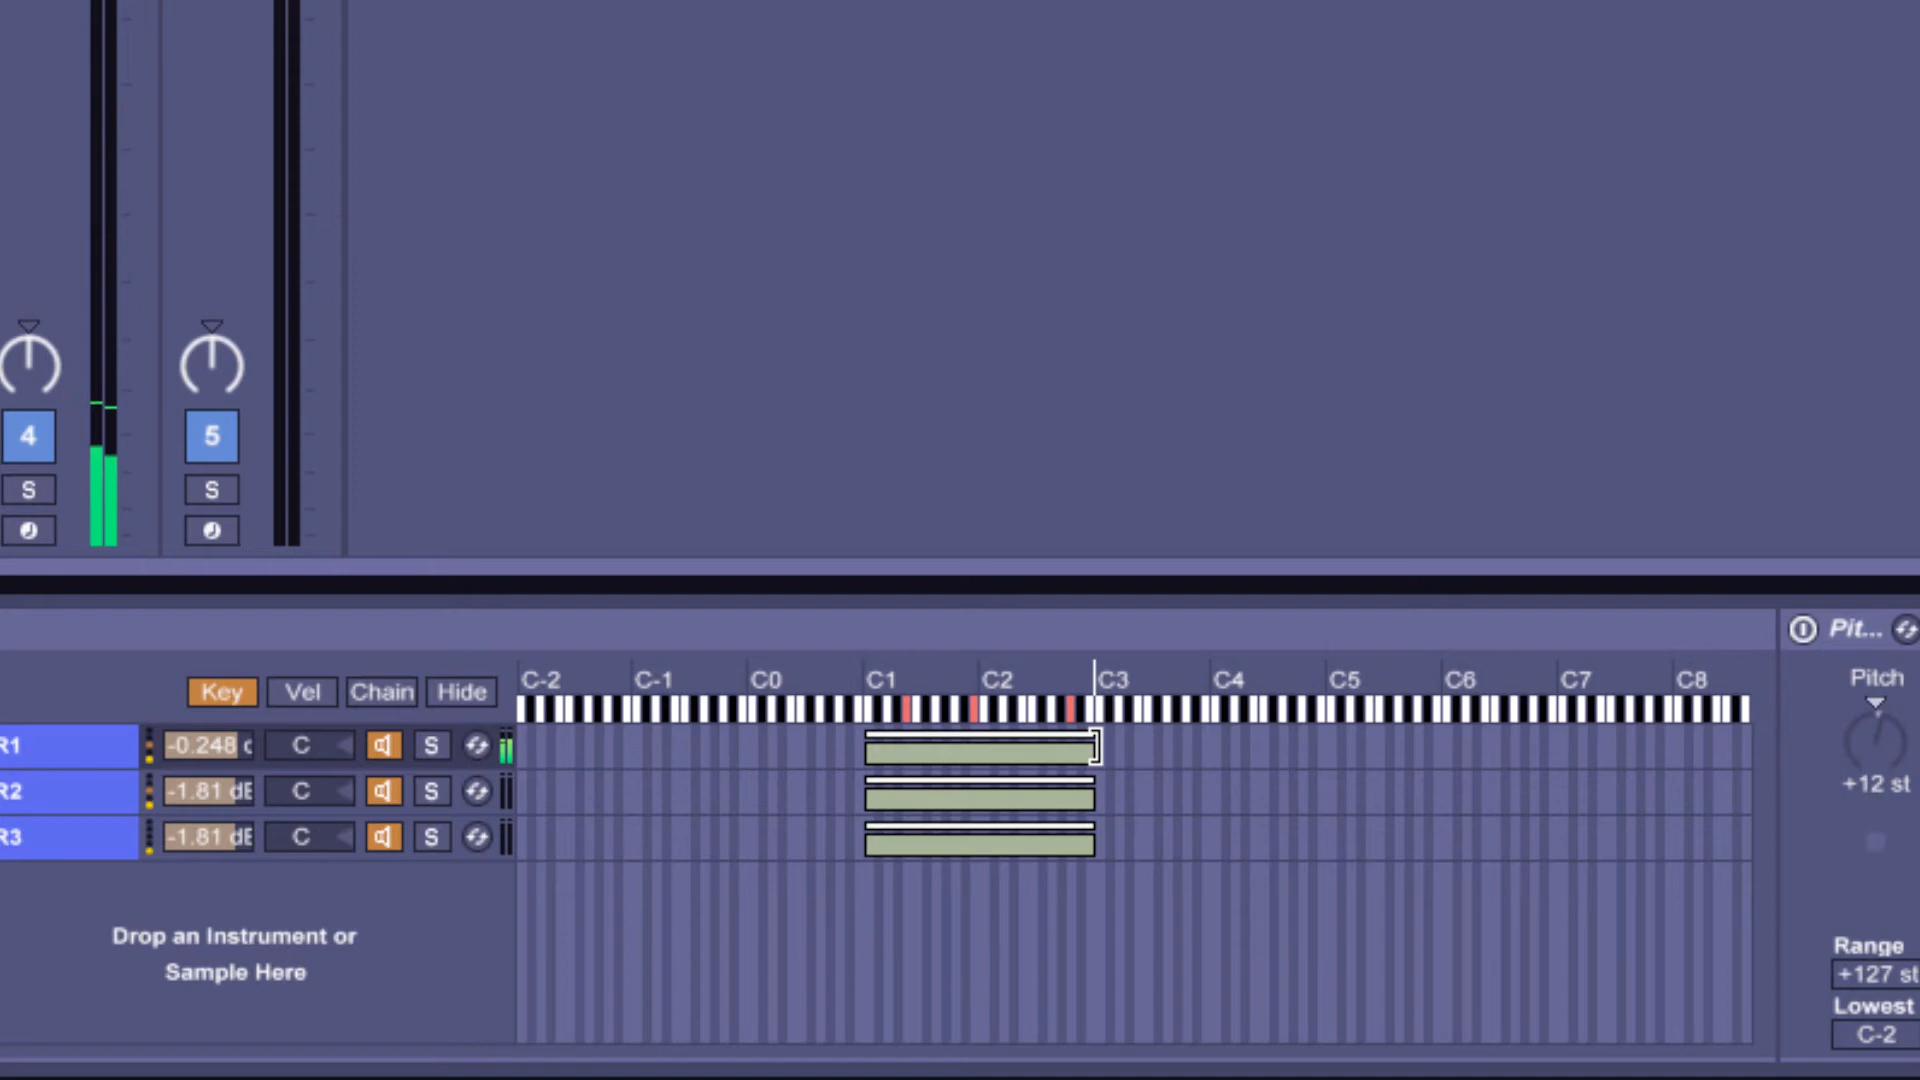 4
5
S
S
Pit...
Key Vel Chain Hide
C-2 C-1 C0 C1 C2 C3 C4 C5 C6 C7 C8
Pitch
R1 -0.248 C S
R2 -1.81 dB C S
R3 -1.81 dB C S
+12 st
Drop an Instrument or
Sample Here
Range
+127 st
Lowest
C-2